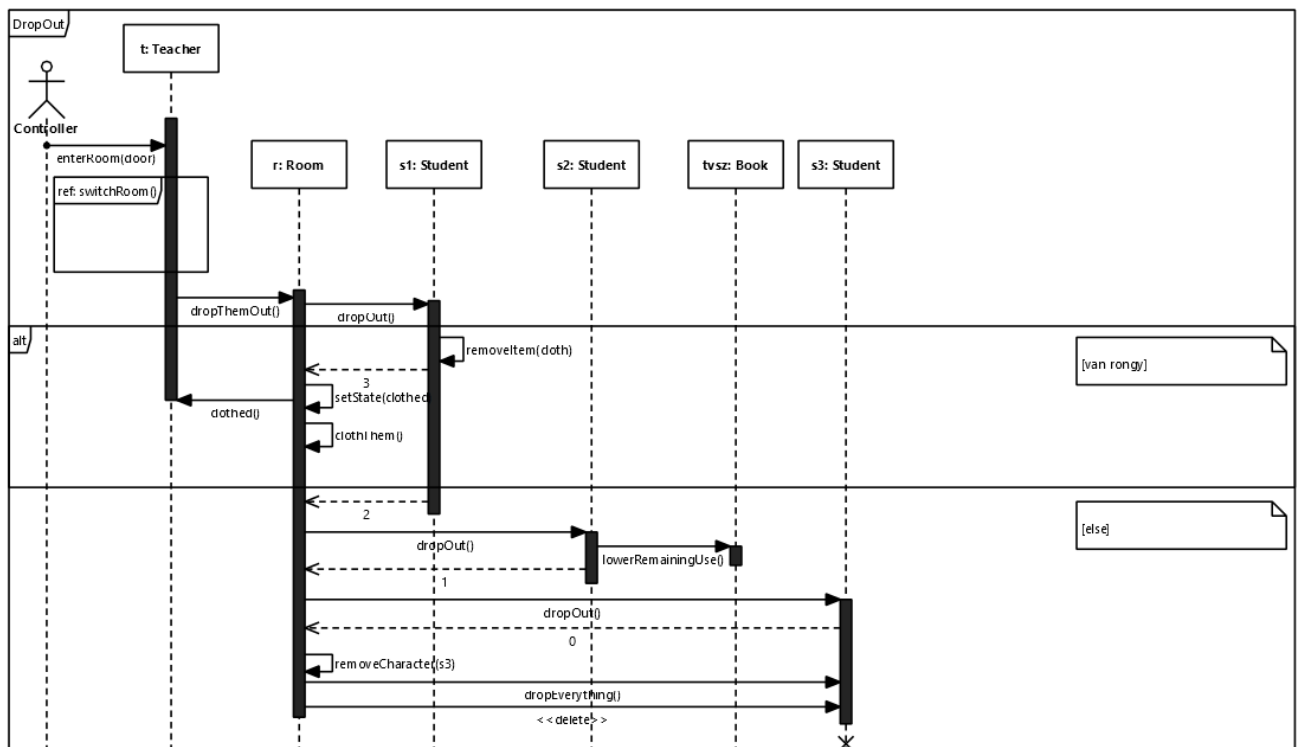 DropOut
t: Teacher
Controller
enterRoom(door)
r: Room
s1: Student
s2: Student
tvsz: Book
s3: Student
ref: switchRoom()
dropThemOut()
dropOut()
alt
removeItem(cloth)
[van rongy]
3
setState(clothed)
clothed()
clothThem()
2
[else]
dropOut()
lowerRemainingUse()
1
dropOut()
0
removeCharacter(s3)
dropEverything()
<<delete>>